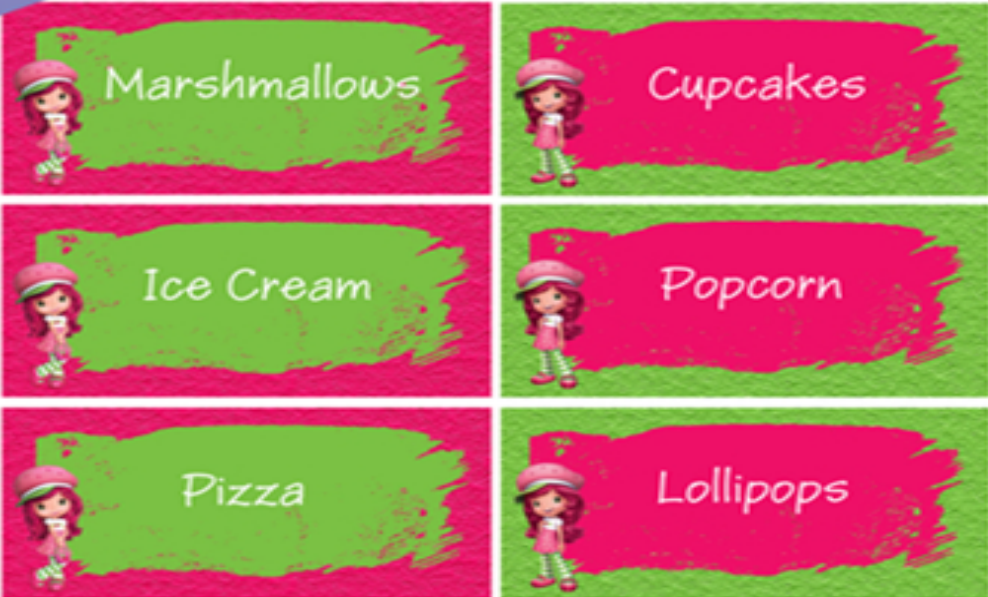 Marshmallows
Cupcakes
Ice Cream
Popcorn
Pizza
Lollipops